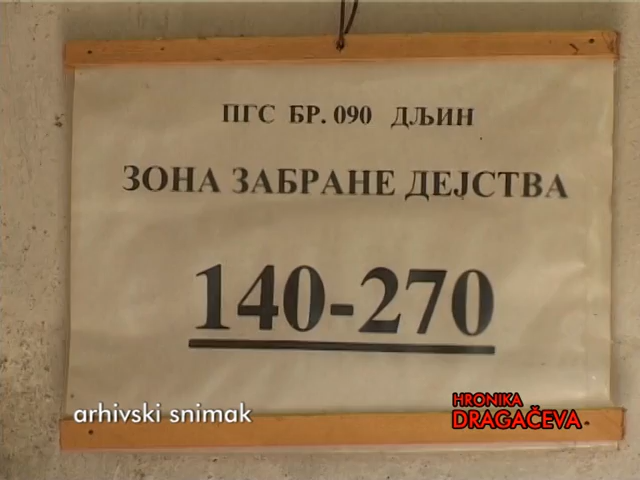 ПГС БР. 090 ДЉИН
ЗОНА ЗАБРАНЕ ДЕЈСТВА
140-270
arhivski snimak
HRONIKA
DRAGAČEVA